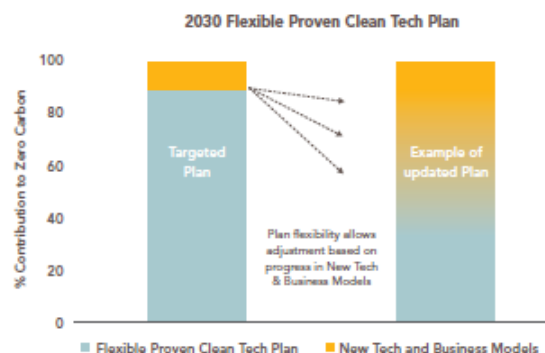 2030 Flexible Proven Clean Tech Plan
% Contribution to Zero Carbon
100
80
60
40
20
0
Targeted
Plan
Example of
updated Plan
Plan flexibility allows
adjustment based on
progress in New Tech
& Business Models
Flexible Proven Clean Tech Plan
New Tech and Business Models